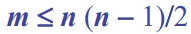 m ≤ n (n − 1)/2